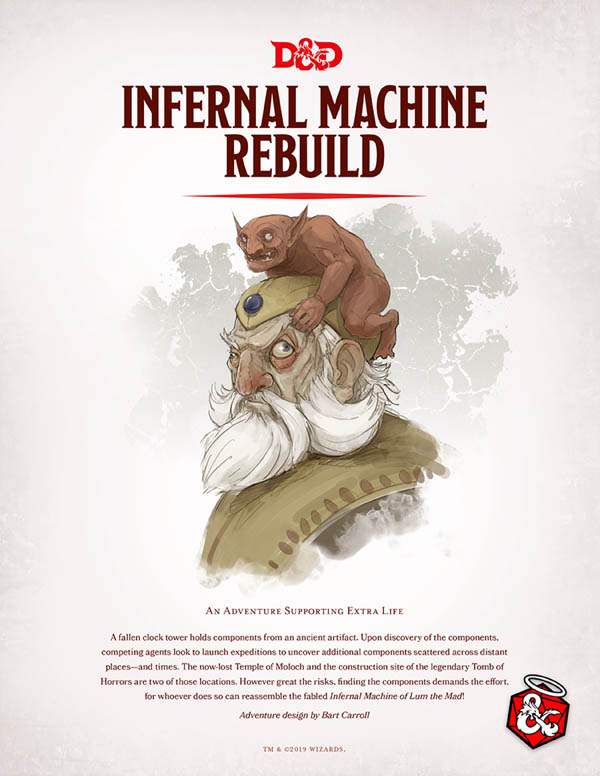 D&D
INFERNAL MACHINE
REBUILD
AN ADVENTURE SUPPORTING EXTRA LIFE
A fallen clock tower holds components from an ancient artifact. Upon discovery of the components,
competing agents look to launch expeditions to uncover additional components scattered across distant
places—and times. The now-lost Temple of Moloch and the construction site of the legendary Tomb of
Horrors are two of those locations. However great the risks, finding the components demands the effort,
for whoever does so can reassemble the fabled Infernal Machine of Lum the Mad!
Adventure design by Bart Carroll
TM & ©2019 WIZARDS.
&